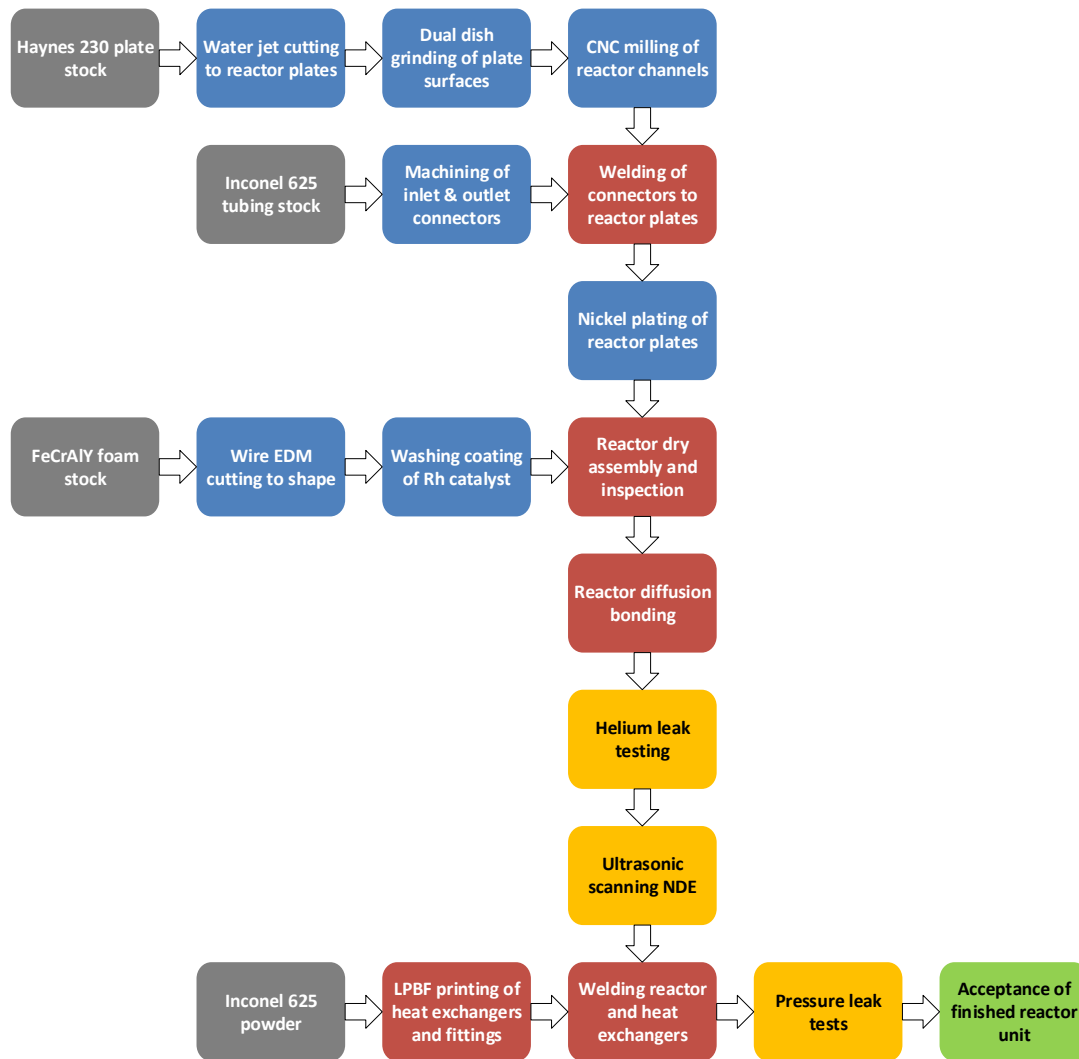 Haynes 230 plate
stock
Water jet cutting
to reactor plates
Dual dish
grinding of plate
surfaces
CNC milling of
reactor channels
Inconel 625
tubing stock
Machining of
inlet & outlet
connectors
Welding of
connectors to
reactor plates
Nickel plating of
reactor plates
FeCrAlY foam
stock
Wire EDM
cutting to shape
Washing coating
of Rh catalyst
Reactor dry
assembly and
inspection
Reactor diffusion
bonding
Helium leak
testing
Ultrasonic
scanning NDE
Inconel 625
powder
LPBF printing of
heat exchangers
and fittings
Welding reactor
and heat
exchangers
Pressure leak
tests
Acceptance of
finished reactor
unit